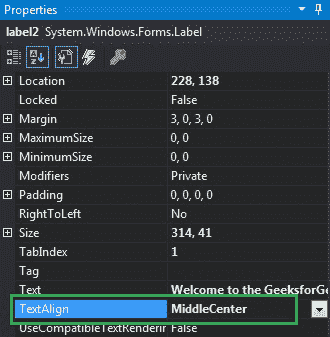 Properties
label2 System.Windows.Forms.Label
Location 228, 138
Locked False
Margin 3, 0, 3, 0
MaximumSize 0, 0
MinimumSize 0, 0
Modifiers Private
Padding 0, 0, 0, 0
RightToLeft No
Size 314, 41
TabIndex 1
Tag
Text Welcome to the GeeksforGe
TextAlign MiddleCenter
UseCompatibleTextRenderin False